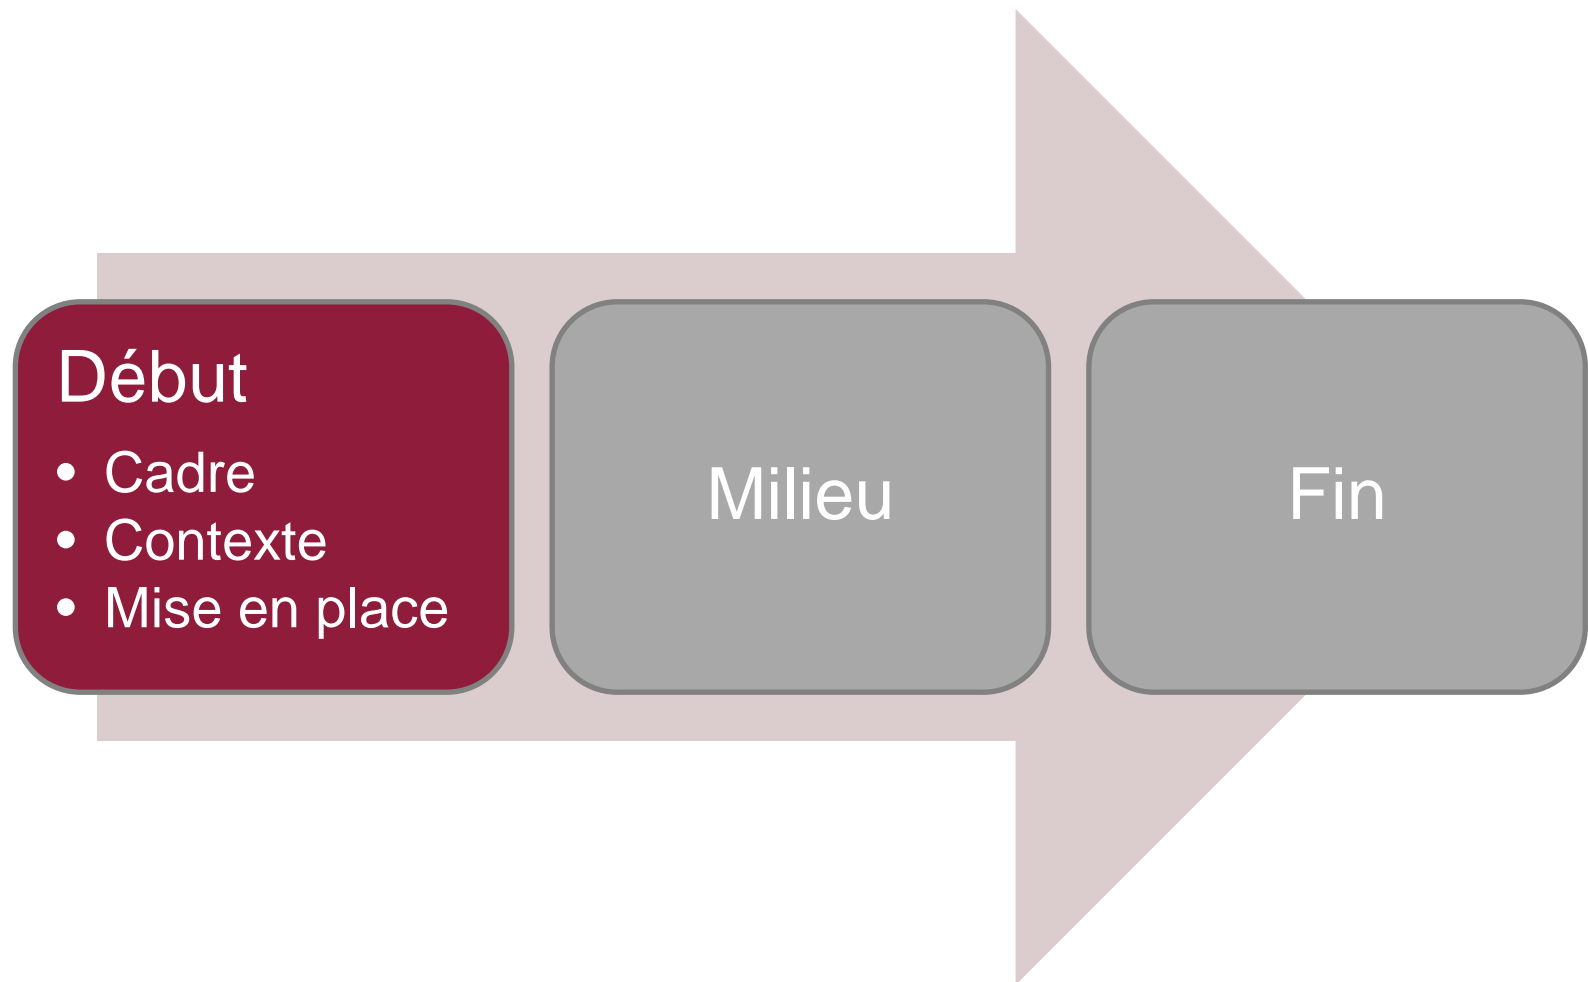 Début
• Cadre
• Contexte
• Mise en place
Milieu
Fin